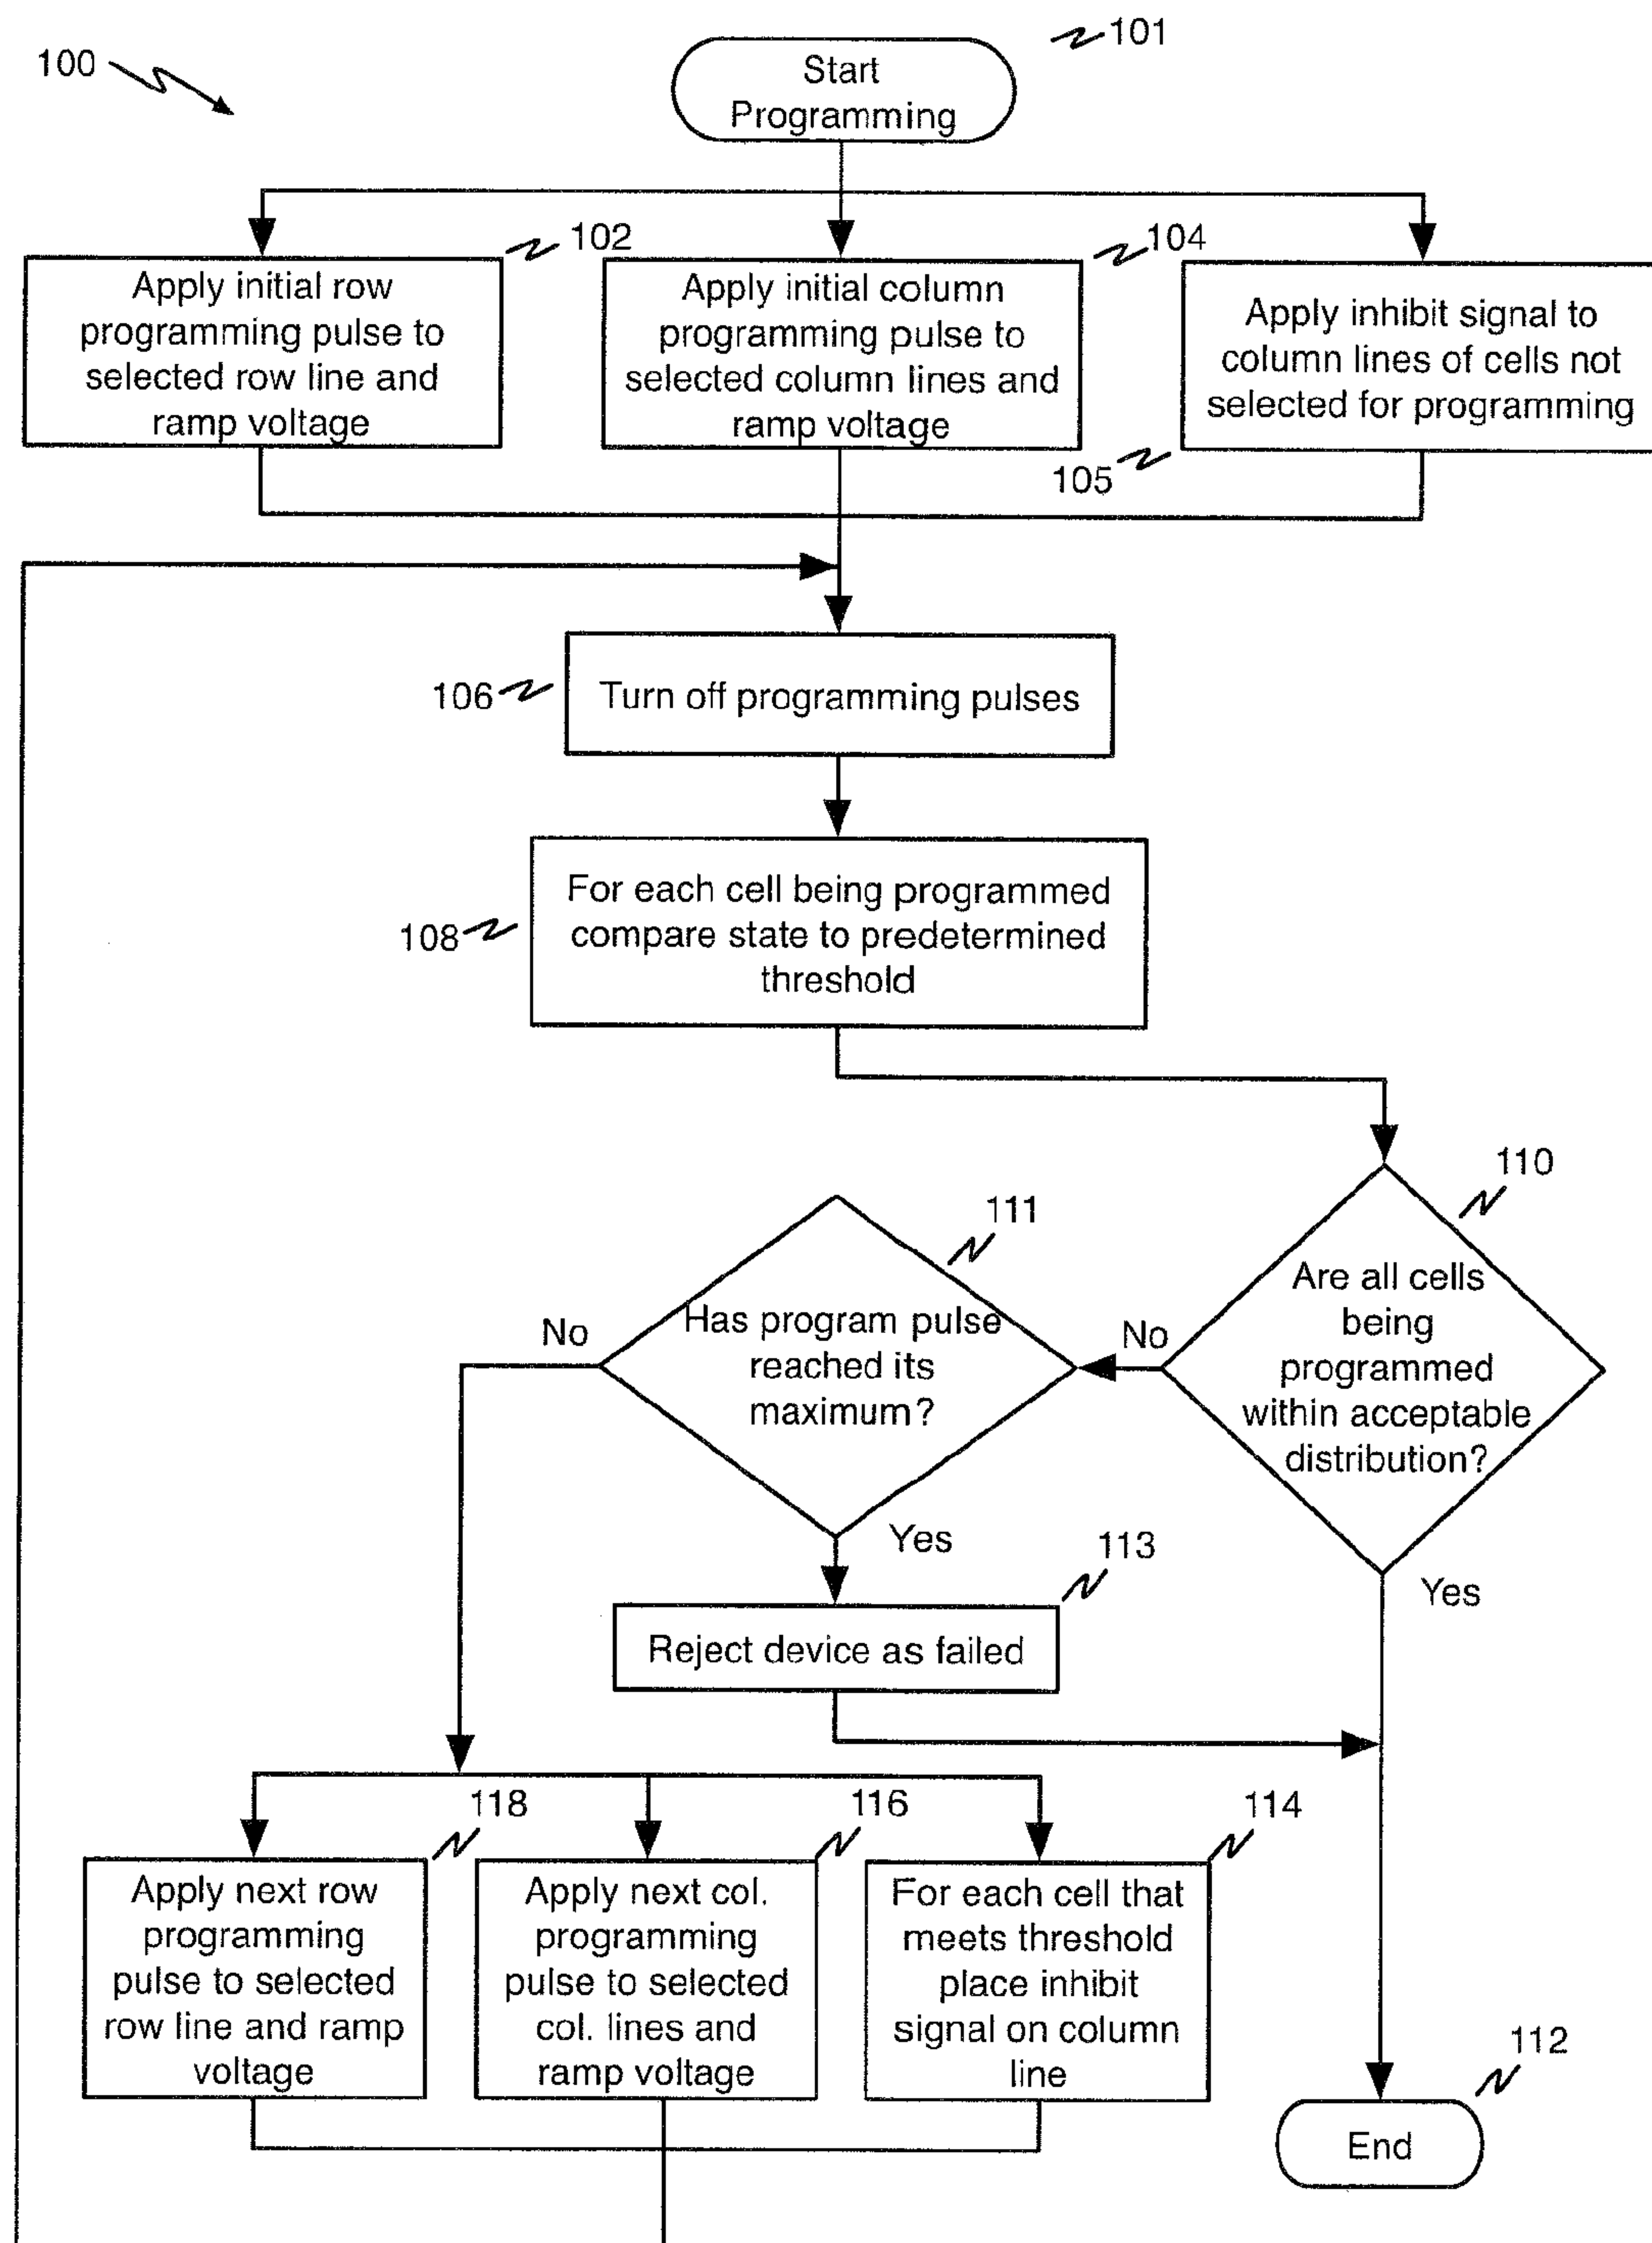 100
101
Start
Programming
102
Apply initial row
programming pulse to
selected row line and
ramp voltage
104
Apply initial column
programming pulse to
selected column lines and
ramp voltage
105
Apply inhibit signal to
column lines of cells not
selected for programming
106
Turn off programming pulses
108
For each cell being programmed
compare state to predetermined
threshold
110
Are all cells
being
programmed
within acceptable
distribution?
No
Yes
111
Has program pulse
reached its
maximum?
No
Yes
113
Reject device as failed
118
Apply next row
programming
pulse to selected
row line and ramp
voltage
116
Apply next col.
programming
pulse to selected
col. lines and
ramp voltage
114
For each cell that
meets threshold
place inhibit
signal on column
line
112
End